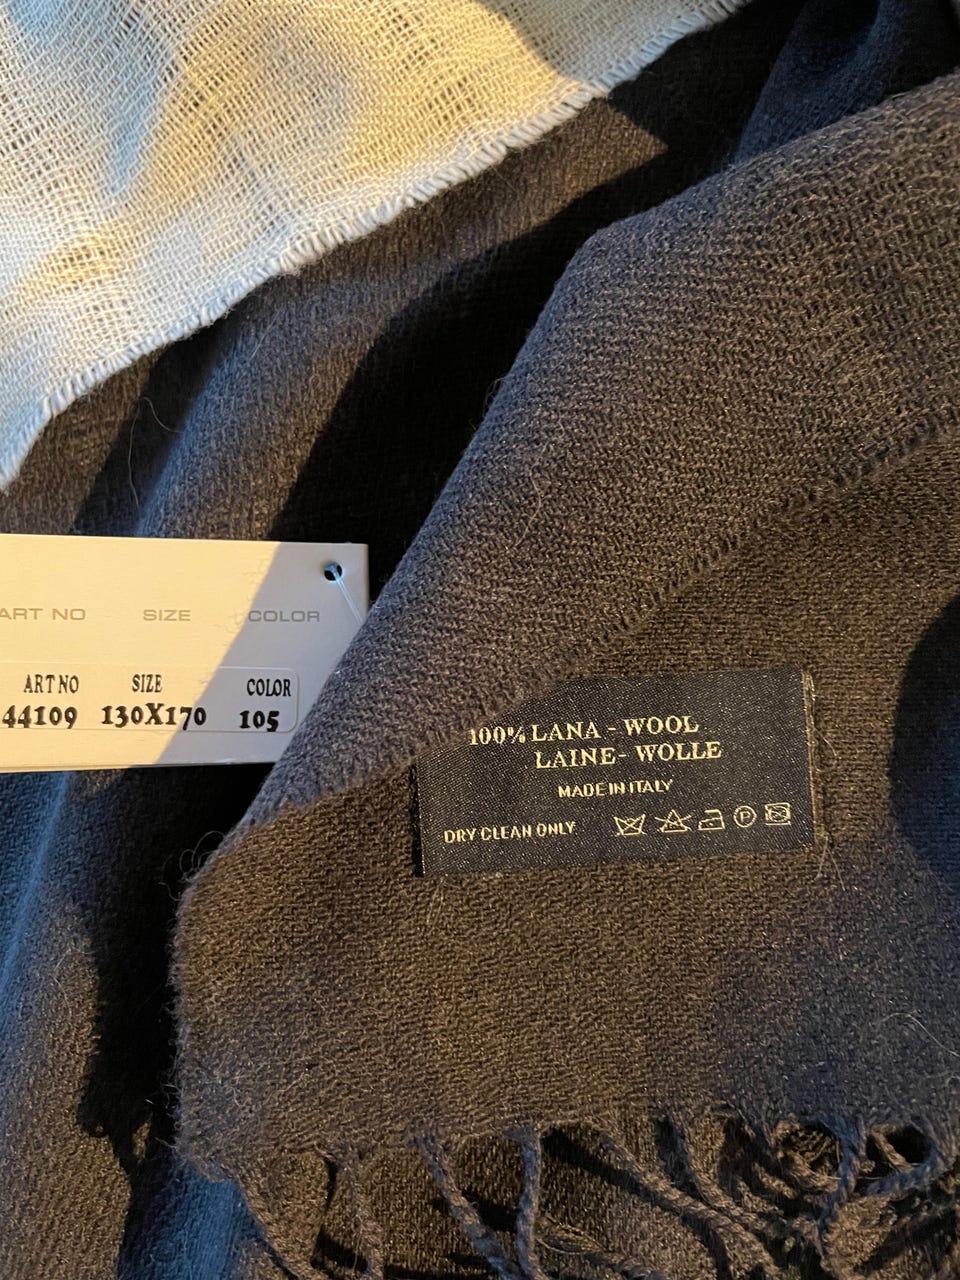 ART NO SIZE COLOR
ART NO SIZE COLOR
44109 130X170 105
100% LANA - WOOL
LAINE - WOLLE
MADE IN ITALY
DRY CLEAN ONLY P